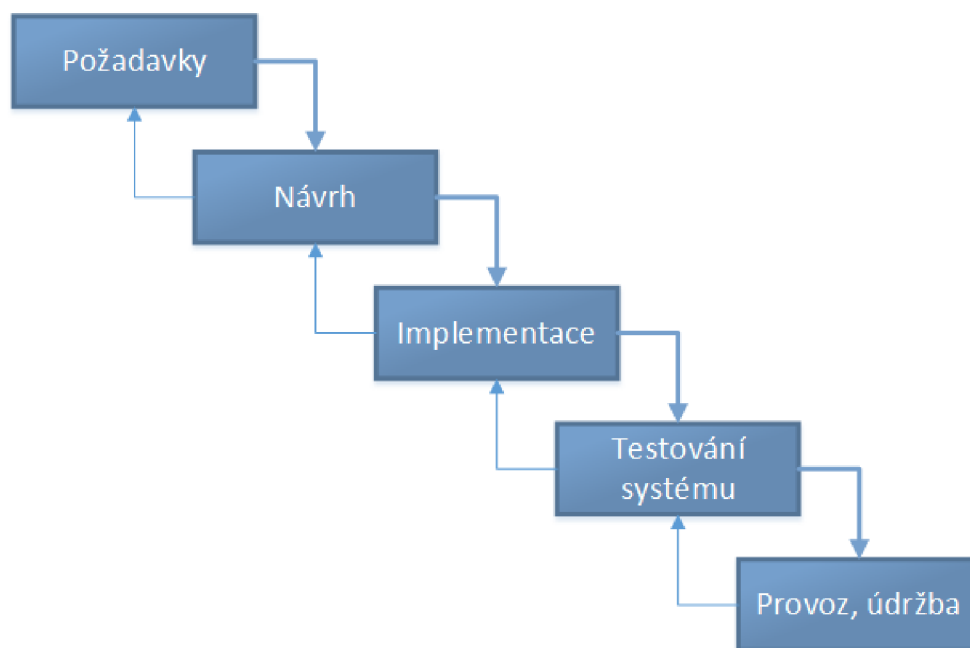 Požadavky
Návrh
Implementace
Testování
systému
Provoz, údržba